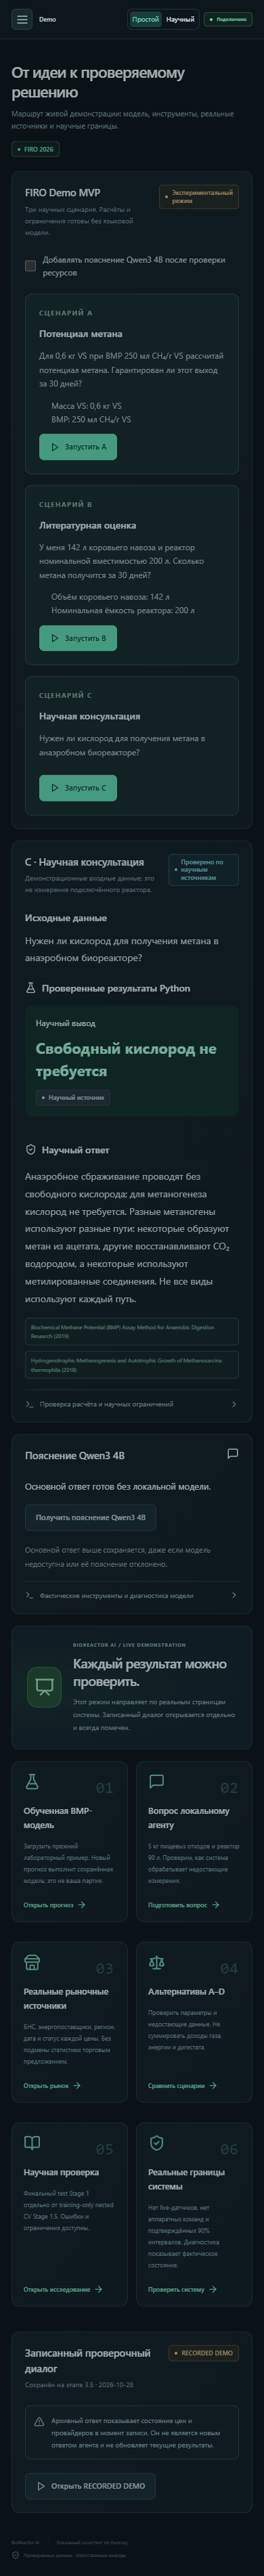 Demo
Простой Научный
Подключено
От идеи к проверяемому
решению
Маршрут живой демонстрации: модель, инструменты, реальные
источники и научные границы.
FIRO 2026
FIRO Demo MVP
Экспериментальный
режим
Три научных сценария. Расчёты и
ограничения готовы без языковой
модели.
Добавлять пояснение Qwen3 4B после проверки
ресурсов
СЦЕНАРИЙ A
Потенциал метана
Для 0,6 кг VS при BMP 250 мл CH₄/г VS рассчитай
потенциал метана. Гарантирован ли этот выход
за 30 дней?
Масса VS: 0,6 кг VS
BMP: 250 мл CH₄/г VS
Запустить A
СЦЕНАРИЙ B
Литературная оценка
У меня 142 л коровьего навоза и реактор
номинальной вместимостью 200 л. Сколько
метана получится за 30 дней?
Объём коровьего навоза: 142 л
Номинальная ёмкость реактора: 200 л
Запустить B
СЦЕНАРИЙ C
Научная консультация
Нужен ли кислород для получения метана в
анаэробном биореакторе?
Запустить C
C · Научная консультация
Проверено по
научным
источникам
Демонстрационные входные данные; это
не измерения подключённого реактора.
Исходные данные
Нужен ли кислород для получения метана в
анаэробном биореакторе?
Проверенные результаты Python
Научный вывод
Свободный кислород не
требуется
Научный источник
Научный ответ
Анаэробное сбраживание проводят без
свободного кислорода: для метаногенеза
кислород не требуется. Разные метаногены
используют разные пути: некоторые образуют
метан из ацетата, другие восстанавливают CO₂
водородом, а некоторые используют
метилированные соединения. Не все виды
используют каждый путь.
Biochemical Methane Potential (BMP) Assay Method for Anaerobic Digestion
Research (2019)
Hydrogenotrophic Methanogenesis and Autotrophic Growth of Methanosarcina
thermophila (2018)
Проверка расчёта и научных ограничений
Пояснение Qwen3 4B
Основной ответ готов без локальной модели.
Получить пояснение Qwen3 4B
Основной ответ выше сохраняется, даже если модель
недоступна или её пояснение отклонено.
Фактические инструменты и диагностика модели
BIOREACTOR AI / LIVE DEMONSTRATION
Каждый результат можно
проверить.
Этот режим направляет по реальным страницам
системы. Записанный диалог открывается отдельно
и всегда помечен.
01
Обученная BMP-
модель
Загрузить прежний
лабораторный пример. Новый
прогноз выполнит сохранённая
модель; это не ваша партия.
Открыть прогноз
02
Вопрос локальному
агенту
5 кг пищевых отходов и реактор
90 л. Проверим, как система
обрабатывает недостающие
измерения.
Подготовить вопрос
03
Реальные рыночные
источники
БНС, энергопоставщики, регион,
дата и статус каждой цены. Без
подмены статистики торговым
предложением.
Открыть рынок
04
Альтернативы A–D
Проверить параметры и
недостающие данные. Не
суммировать доходы газа,
энергии и дигестата.
Сравнить сценарии
05
Научная проверка
Финальный test Stage 1
отдельно от training-only nested
CV Stage 1.5. Ошибки и
ограничения доступны.
Открыть исследование
06
Реальные границы
системы
Нет live-датчиков, нет
аппаратных команд и
подтверждённых 90%
интервалов. Диагностика
показывает фактическое
состояние.
Проверить систему
Записанный проверочный
диалог
RECORDED DEMO
Сохранён на этапе 3.5 · 2026-10-28
Архивный ответ показывает состояние цен и
провайдеров в момент записи. Он не является новым
ответом агента и не обновляет текущие результаты.
Открыть RECORDED DEMO
BioReactor AI